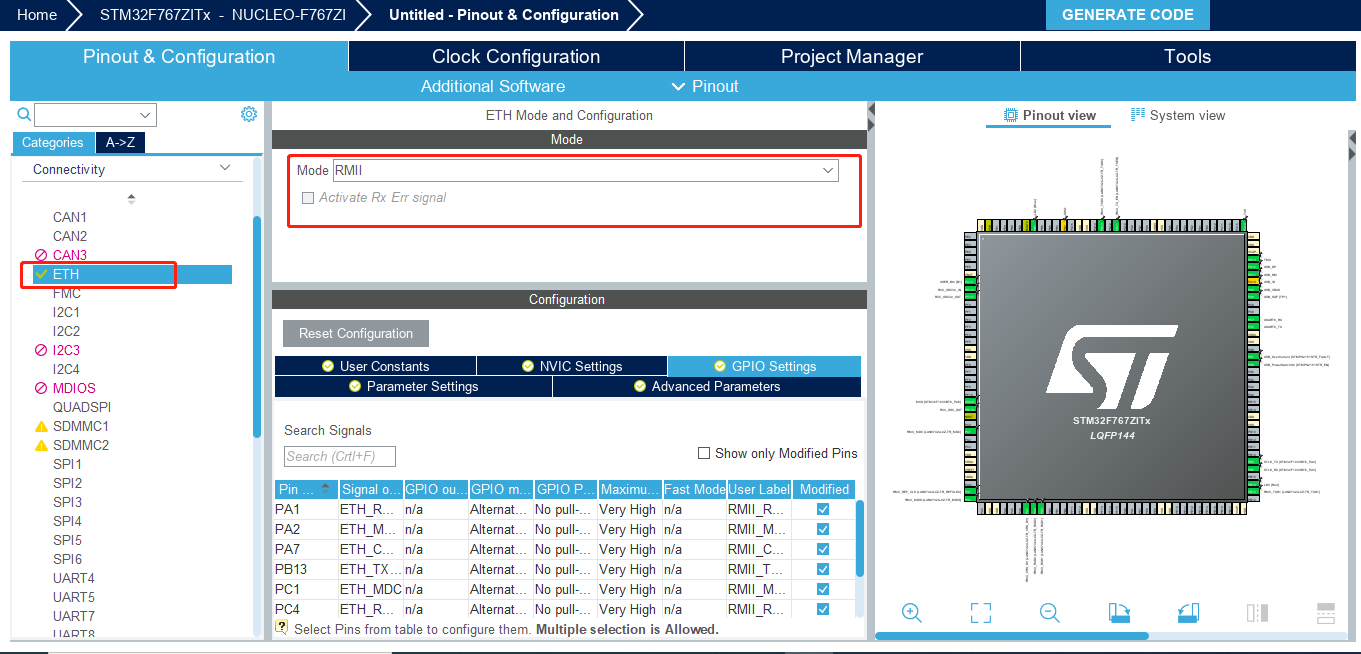 Home STM32F767ZITx - NUCLEO-F767ZI Untitled - Pinout & Configuration GENERATE CODE
Pinout & Configuration Clock Configuration Project Manager Tools
Additional Software Pinout
Categories A->Z
Connectivity
CAN1
CAN2
CAN3
ETH
FMC
I2C1
I2C2
I2C3
I2C4
MDIOS
QUADSPI
SDMMC1
SDMMC2
SPI1
SPI2
SPI3
SPI4
SPI5
SPI6
UART4
UART5
UART7
UART8
ETH Mode and Configuration
Mode
Mode RMII
Activate Rx Err signal
Configuration
Reset Configuration
User Constants NVIC Settings GPIO Settings
Parameter Settings Advanced Parameters
Search Signals
Search (Crtl+F) Show only Modified Pins
Pin ... Signal o... GPIO ou... GPIO m... GPIO P... Maximu... Fast Mode User Label Modified
PA1 ETH_R... n/a Alternat... No pull-... Very High n/a RMII_R...
PA2 ETH_M... n/a Alternat... No pull-... Very High n/a RMII_M...
PA7 ETH_C... n/a Alternat... No pull-... Very High n/a RMII_C...
PB13 ETH_TX... n/a Alternat... No pull-... Very High n/a RMII_T...
PC1 ETH_MDC n/a Alternat... No pull-... Very High n/a RMII_M...
PC4 ETH_R... n/a Alternat... No pull-... Very High n/a RMII_R...
Select Pins from table to configure them. Multiple selection is Allowed.
Pinout view System view
ST
STM32F767ZITx
LQFP144